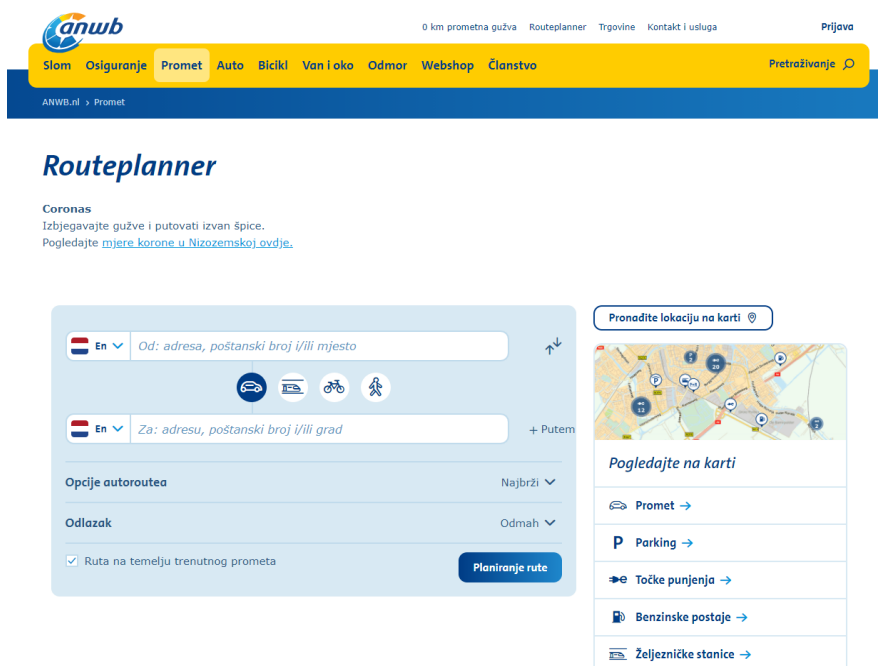 anwb
0 km prometna gužva Routeplanner Trgovine Kontakt i usluga Prijava
Slom Osiguranje Promet Auto Bicikl Van i oko Odmor Webshop Članstvo Pretraživanje
ANWB.nl > Promet
Routeplanner
Coronas
Izbjegavajte gužve i putovati izvan špice.
Pogledajte mjere korone u Nizozemskoj ovdje.
Pronađite lokaciju na karti
En Od: adresa, poštanski broj i/ili mjesto
En Za: adresu, poštanski broj i/ili grad + Putem
Pogledajte na karti
Opcije autoroutea Najbrži
Promet
Odlazak Odmah
P Parking
Ruta na temelju trenutnog prometa Planiranje rute
Točke punjenja
Benzinske postaje
Željezničke stanice